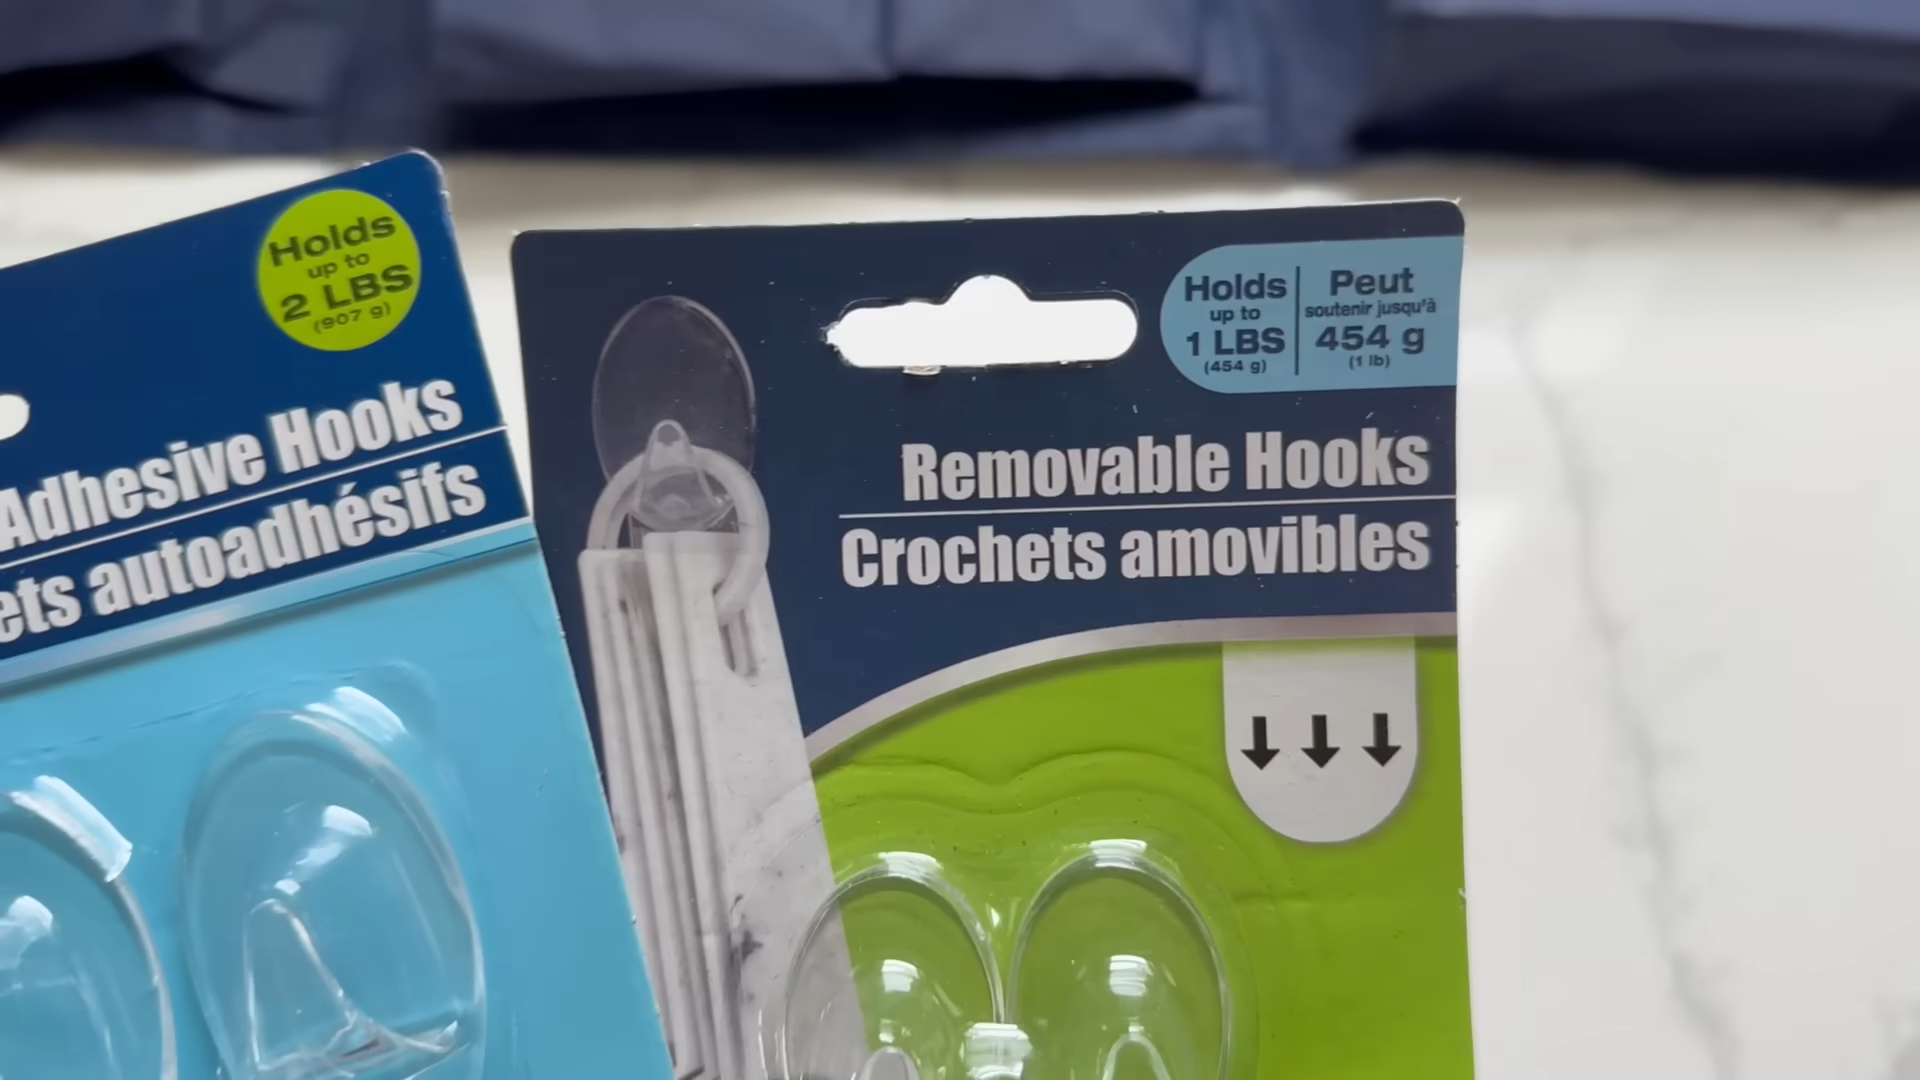 Holds
up to
2 LBS
(907 g)
Adhesive Hooks
autoadhésifs
Holds
up to
1 LBS
(454 g)
Peut
soutenir jusqu'à
454 g
(1 lb)
Removable Hooks
Crochets amovibles